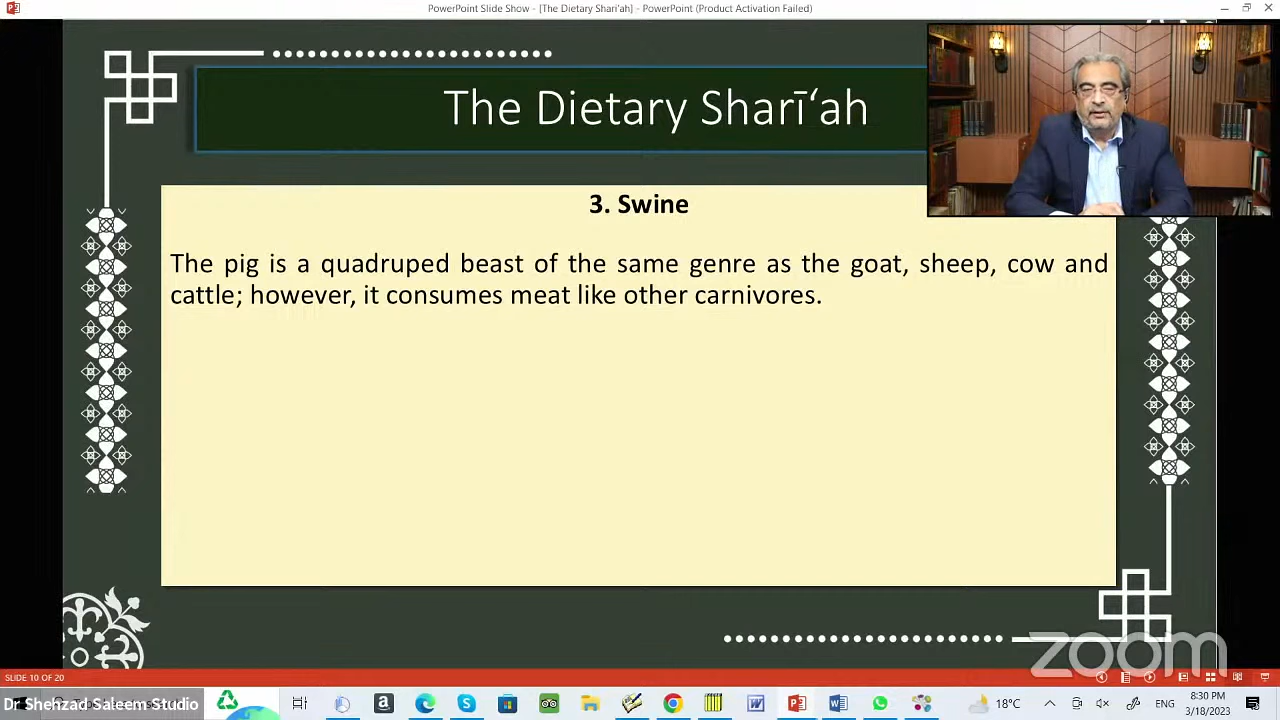 PowerPoint Slide Show - [The Dietary Shari'ah] - PowerPoint (Product Activation Failed)
The Dietary Sharī‘ah
3. Swine
The pig is a quadruped beast of the same genre as the goat, sheep, cow and
cattle; however, it consumes meat like other carnivores.
zoom
SLIDE 10 OF 20
Dr Shehzad Saleem Studio
18°C
ENG
8:30 PM
3/18/2023